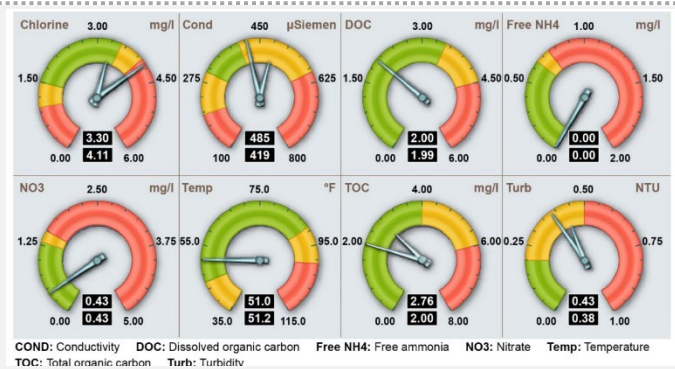 Chlorine 3.00 mg/l Cond 450 µSiemen DOC 3.00 mg/l Free NH4 1.00 mg/l
1.50 4.50 275 625 1.50 4.50 0.50 1.50
3.30 485 2.00 0.00
4.11 419 1.99 0.00
0.00 6.00 100 800 0.00 6.00 0.00 2.00
NO3 2.50 mg/l Temp 75.0 °F TOC 4.00 mg/l Turb 0.50 NTU
1.25 3.75 55.0 95.0 2.00 6.00 0.25 0.75
0.43 51.0 2.76 0.43
0.43 51.2 2.00 0.38
0.00 5.00 35.0 115.0 0.00 8.00 0.00 1.00
COND: Conductivity DOC: Dissolved organic carbon Free NH4: Free ammonia NO3: Nitrate Temp: Temperature
TOC: Total organic carbon Turb: Turbidity